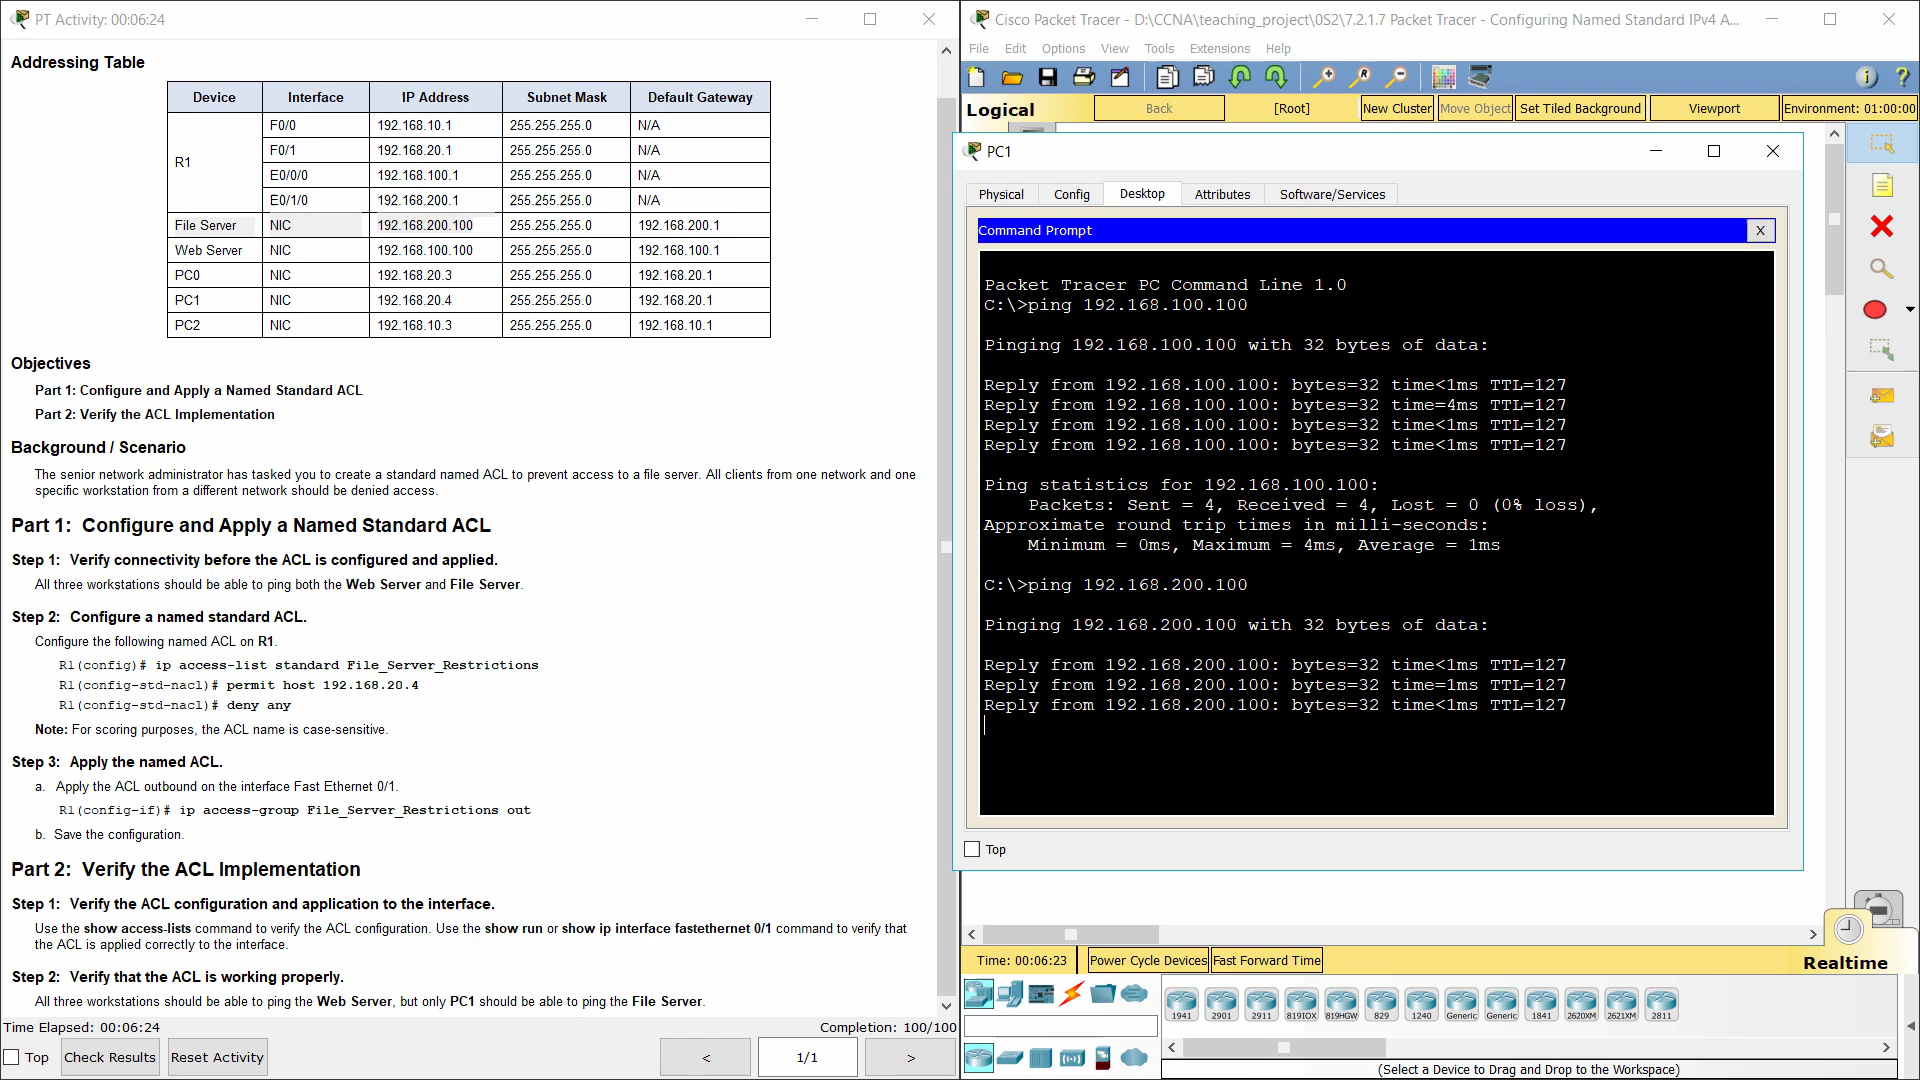 PT Activity: 00:06:24
Addressing Table
Device Interface IP Address Subnet Mask Default Gateway
R1
F0/0 192.168.10.1 255.255.255.0 N/A
F0/1 192.168.20.1 255.255.255.0 N/A
E0/0/0 192.168.100.1 255.255.255.0 N/A
E0/1/0 192.168.200.1 255.255.255.0 N/A
File Server NIC 192.168.200.100 255.255.255.0 192.168.200.1
Web Server NIC 192.168.100.100 255.255.255.0 192.168.100.1
PC0 NIC 192.168.20.3 255.255.255.0 192.168.20.1
PC1 NIC 192.168.20.4 255.255.255.0 192.168.20.1
PC2 NIC 192.168.10.3 255.255.255.0 192.168.10.1
Objectives
Part 1: Configure and Apply a Named Standard ACL
Part 2: Verify the ACL Implementation
Background / Scenario
The senior network administrator has tasked you to create a standard named ACL to prevent access to a file server. All clients from one network and one
specific workstation from a different network should be denied access.
Part 1: Configure and Apply a Named Standard ACL
Step 1: Verify connectivity before the ACL is configured and applied.
All three workstations should be able to ping both the Web Server and File Server.
Step 2: Configure a named standard ACL.
Configure the following named ACL on R1.
R1(config)# ip access-list standard File_Server_Restrictions
R1(config-std-nacl)# permit host 192.168.20.4
R1(config-std-nacl)# deny any
Note: For scoring purposes, the ACL name is case-sensitive.
Step 3: Apply the named ACL.
a. Apply the ACL outbound on the interface Fast Ethernet 0/1.
R1(config-if)# ip access-group File_Server_Restrictions out
b. Save the configuration.
Part 2: Verify the ACL Implementation
Step 1: Verify the ACL configuration and application to the interface.
Use the show access-lists command to verify the ACL configuration. Use the show run or show ip interface fastethernet 0/1 command to verify that
the ACL is applied correctly to the interface.
Step 2: Verify that the ACL is working properly.
All three workstations should be able to ping the Web Server, but only PC1 should be able to ping the File Server.
Time Elapsed: 00:06:24 Completion: 100/100
Top Check Results Reset Activity < 1/1 >
Cisco Packet Tracer - D:\CCNA\teaching_project\0S2\7.2.1.7 Packet Tracer - Configuring Named Standard IPv4 A...
File Edit Options View Tools Extensions Help
Logical Back [Root] New Cluster Move Object Set Tiled Background Viewport Environment: 01:00:00
PC1
Physical Config Desktop Attributes Software/Services
Command Prompt X
Packet Tracer PC Command Line 1.0
C:\>ping 192.168.100.100
Pinging 192.168.100.100 with 32 bytes of data:
Reply from 192.168.100.100: bytes=32 time<1ms TTL=127
Reply from 192.168.100.100: bytes=32 time=4ms TTL=127
Reply from 192.168.100.100: bytes=32 time<1ms TTL=127
Reply from 192.168.100.100: bytes=32 time<1ms TTL=127
Ping statistics for 192.168.100.100:
Packets: Sent = 4, Received = 4, Lost = 0 (0% loss),
Approximate round trip times in milli-seconds:
Minimum = 0ms, Maximum = 4ms, Average = 1ms
C:\>ping 192.168.200.100
Pinging 192.168.200.100 with 32 bytes of data:
Reply from 192.168.200.100: bytes=32 time<1ms TTL=127
Reply from 192.168.200.100: bytes=32 time=1ms TTL=127
Reply from 192.168.200.100: bytes=32 time<1ms TTL=127
Top
Time: 00:06:23 Power Cycle Devices Fast Forward Time
Realtime
1941 2901 2911 819IOX 819HGW 829 1240 Generic Generic 1841 2620XM 2621XM 2811
(Select a Device to Drag and Drop to the Workspace)